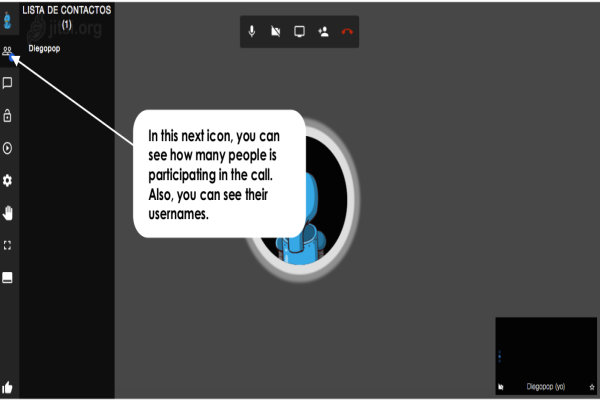 LISTA DE CONTACTOS
(1)
jitsi.org
Diegopop
In this next icon, you can
see how many people is
participating in the call.
Also, you can see their
usernames.
Diegopop (yo)